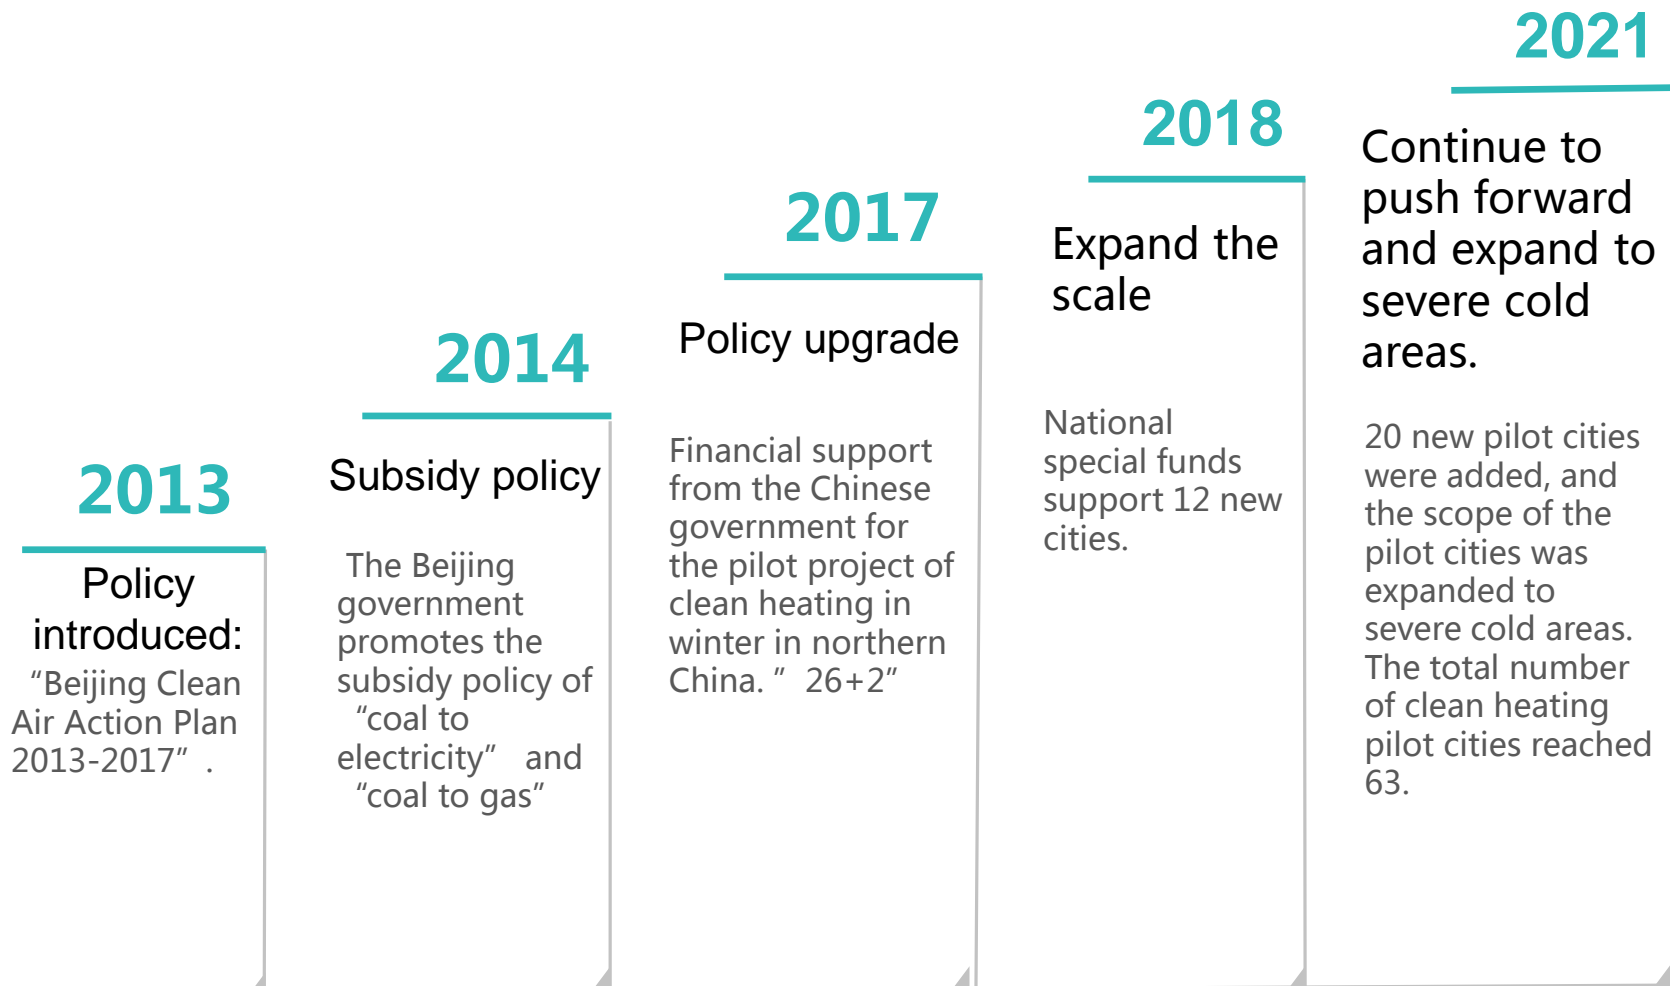 2013
Policy
introduced:
“Beijing Clean
Air Action Plan
2013-2017” .
2014
Subsidy policy
The Beijing
government
promotes the
subsidy policy of
“coal to
electricity” and
“coal to gas”
2017
Policy upgrade
Financial support
from the Chinese
government for
the pilot project of
clean heating in
winter in northern
China. ” 26+2”
2018
Expand the
scale
National
special funds
support 12 new
cities.
2021
Continue to
push forward
and expand to
severe cold
areas.
20 new pilot cities
were added, and
the scope of the
pilot cities was
expanded to
severe cold areas.
The total number
of clean heating
pilot cities reached
63.